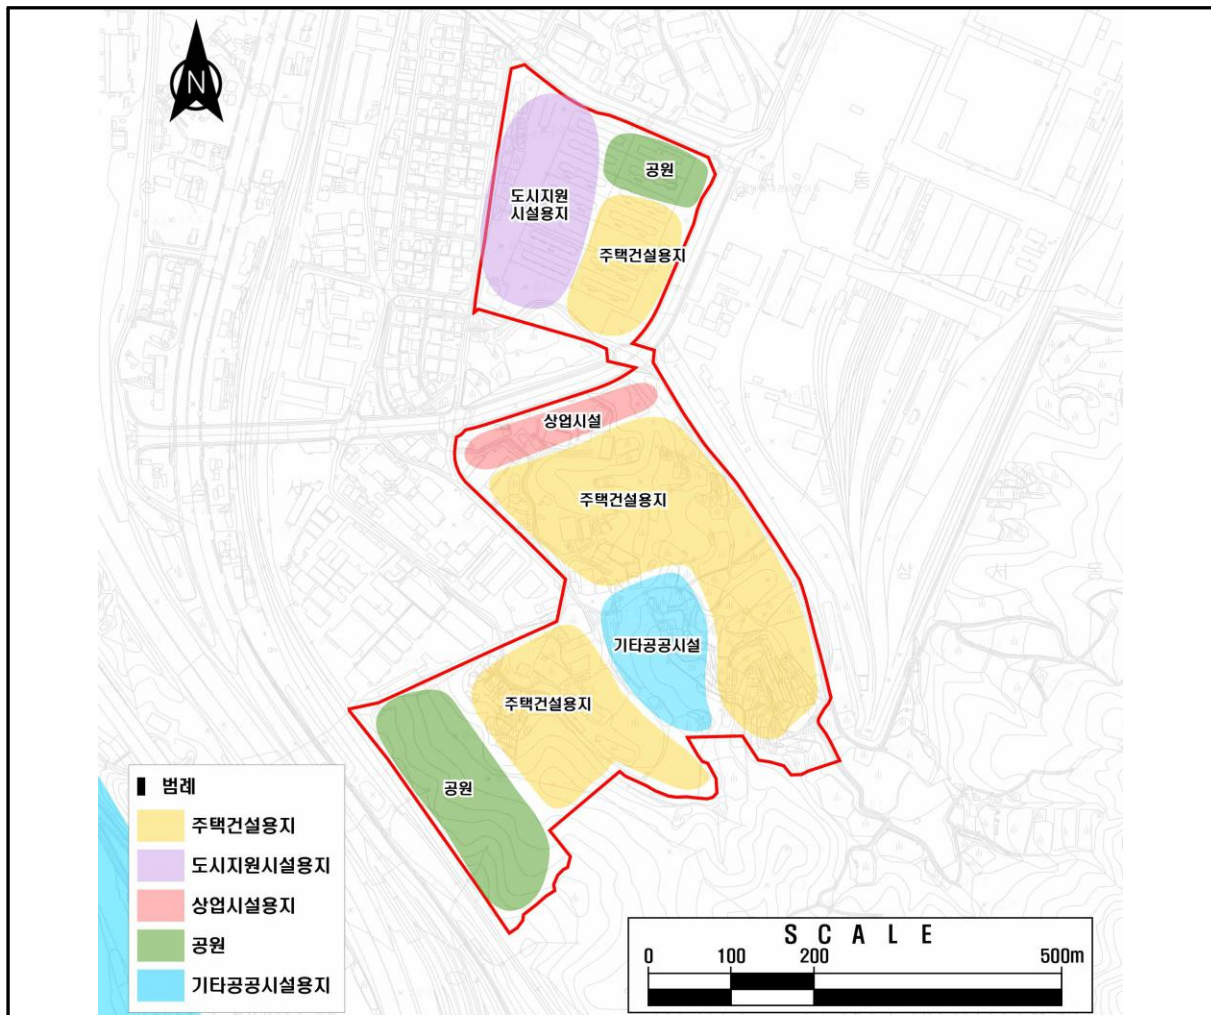 N
공원
도시지원
시설용지
주택건설용지
상업시설
주택건설용지
기타공공시설
주택건설용지
공원
상 서 동
범례
주택건설용지
도시지원시설용지
상업시설용지
공원
기타공공시설용지
SCALE
0 100 200 500m